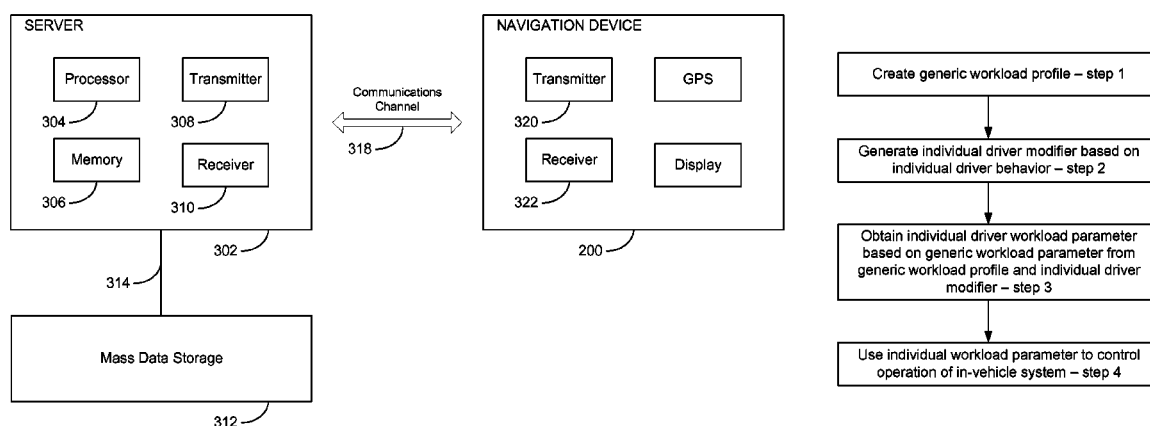 SERVER
Processor
304
Transmitter
308
Memory
306
Receiver
310
302
314
Mass Data Storage
312
Communications
Channel
318
NAVIGATION DEVICE
Transmitter
320
GPS
Receiver
322
Display
200
Create generic workload profile – step 1
Generate individual driver modifier based on
individual driver behavior – step 2
Obtain individual driver workload parameter
based on generic workload parameter from
generic workload profile and individual driver
modifier – step 3
Use individual workload parameter to control
operation of in-vehicle system – step 4